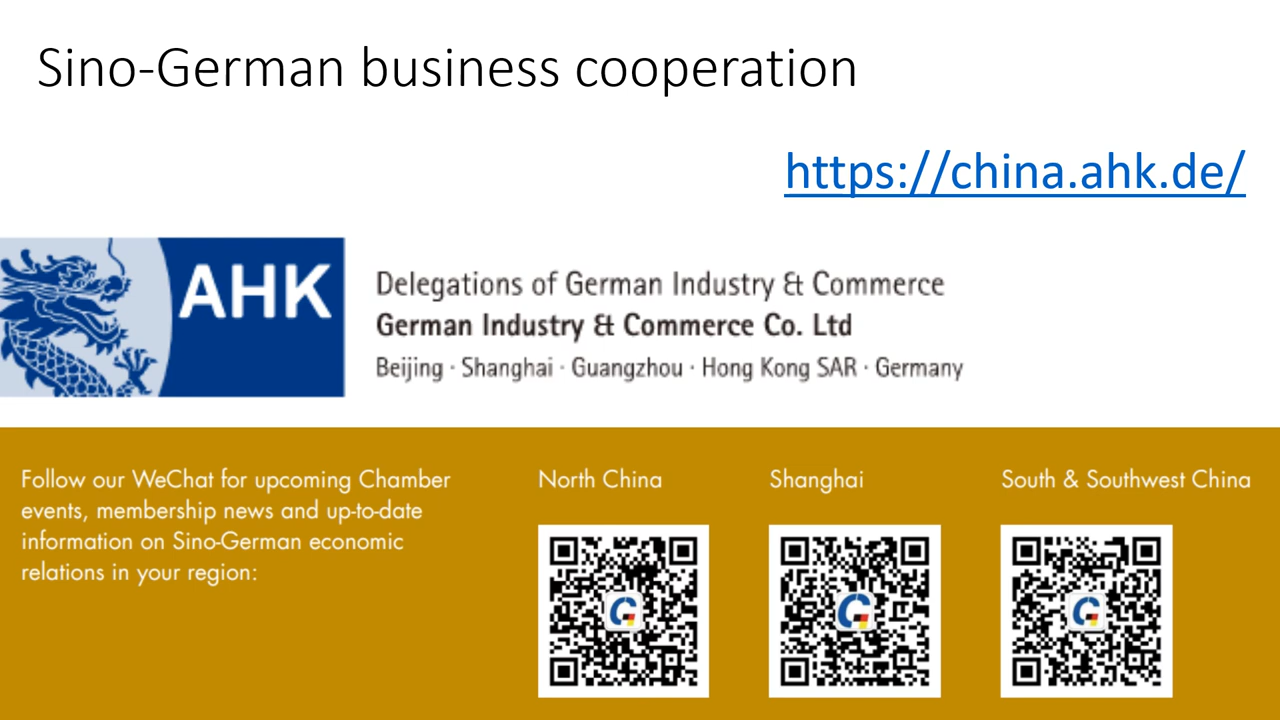 Sino-German business cooperation
https://china.ahk.de/
AHK
Delegations of German Industry & Commerce
German Industry & Commerce Co. Ltd
Beijing · Shanghai · Guangzhou · Hong Kong SAR · Germany
Follow our WeChat for upcoming Chamber
events, membership news and up-to-date
information on Sino-German economic
relations in your region:
North China
Shanghai
South & Southwest China